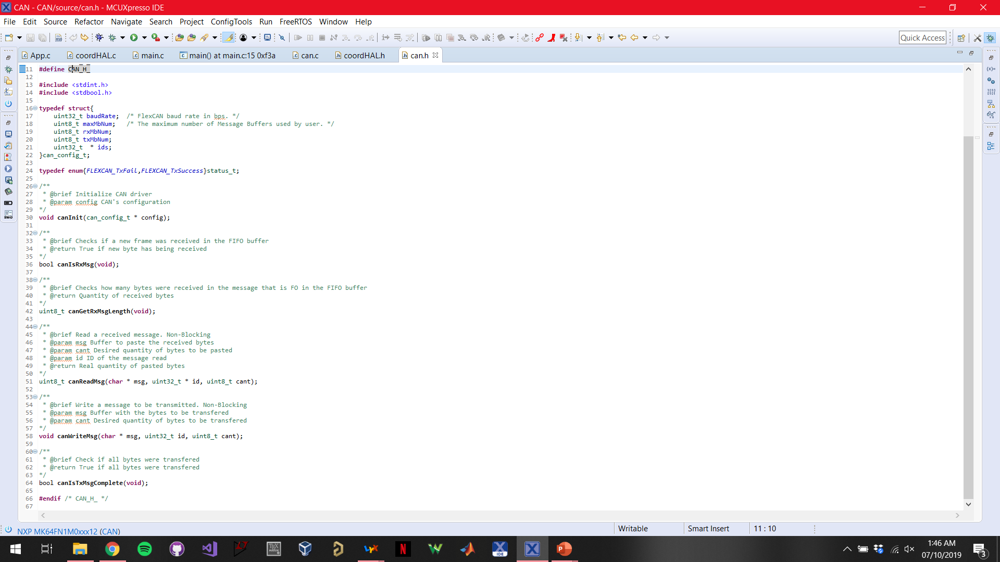 CAN - CAN/source/can.h - MCUXpresso IDE
File Edit Source Refactor Navigate Search Project ConfigTools Run FreeRTOS Window Help
Quick Access
App.c coordHAL.c main.c main() at main.c:15 0xf3a can.c coordHAL.h can.h
11 #define CAN_H_
12
13 #include <stdint.h>
14 #include <stdbool.h>
15
16 typedef struct{
17 uint32_t baudRate; /* FlexCAN baud rate in bps. */
18 uint8_t maxMbNum; /* The maximum number of Message Buffers used by user. */
19 uint8_t rxMbNum;
20 uint8_t txMbNum;
21 uint32_t * ids;
22 }can_config_t;
23
24 typedef enum{FLEXCAN_TxFail,FLEXCAN_TxSuccess}status_t;
25
26 /**
27 * @brief Initialize CAN driver
28 * @param config CAN's configuration
29 */
30 void canInit(can_config_t * config);
31
32 /**
33 * @brief Checks if a new frame was received in the FIFO buffer
34 * @return True if new byte has being received
35 */
36 bool canIsRxMsg(void);
37
38 /**
39 * @brief Checks how many bytes were received in the message that is FO in the FIFO buffer
40 * @return Quantity of received bytes
41 */
42 uint8_t canGetRxMsgLength(void);
43
44 /**
45 * @brief Read a received message. Non-Blocking
46 * @param msg Buffer to paste the received bytes
47 * @param cant Desired quantity of bytes to be pasted
48 * @param id ID of the message read
49 * @return Real quantity of pasted bytes
50 */
51 uint8_t canReadMsg(char * msg, uint32_t * id, uint8_t cant);
52
53 /**
54 * @brief Write a message to be transmitted. Non-Blocking
55 * @param msg Buffer with the bytes to be transfered
56 * @param cant Desired quantity of bytes to be transfered
57 */
58 void canWriteMsg(char * msg, uint32_t id, uint8_t cant);
59
60 /**
61 * @brief Check if all bytes were transfered
62 * @return True if all bytes were transfered
63 */
64 bool canIsTxMsgComplete(void);
65
66 #endif /* CAN_H_ */
67
NXP MK64FN1M0xxx12 (CAN) Writable Smart Insert 11 : 10
1:46 AM
07/10/2019
3